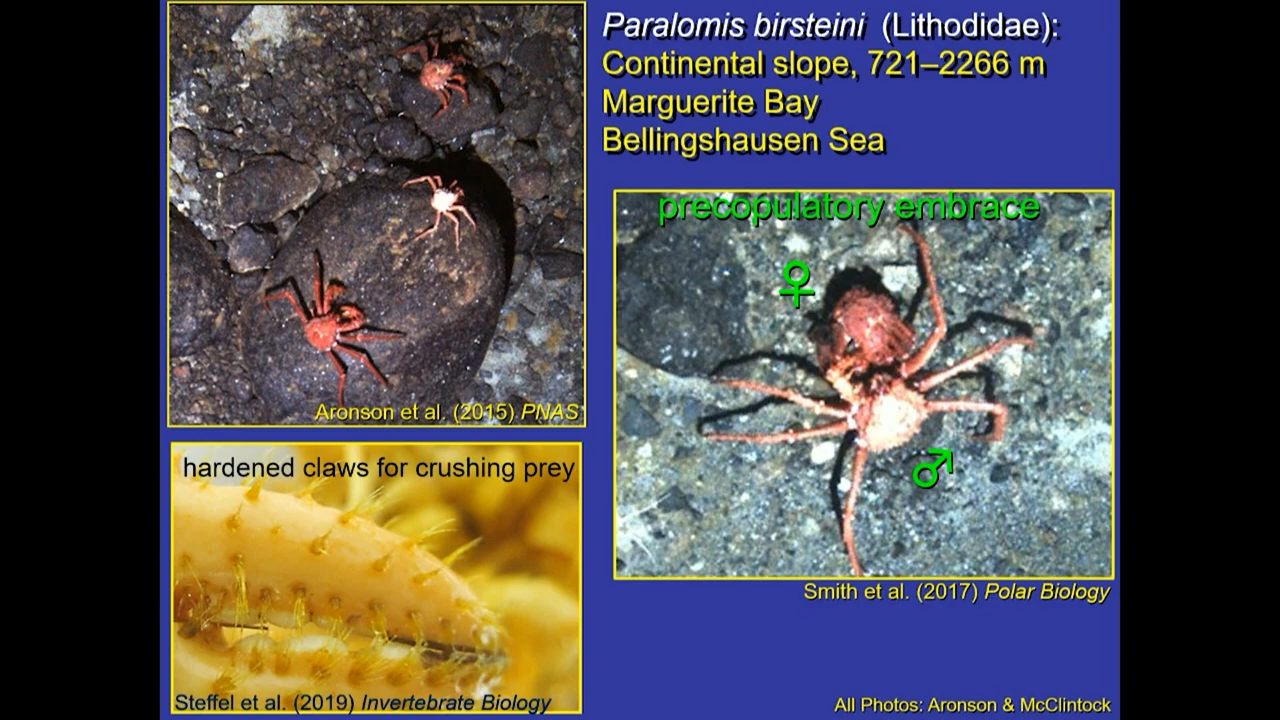 Paralomis birsteini (Lithodidae):
Continental slope, 721–2266 m
Marguerite Bay
Bellingshausen Sea
Aronson et al. (2015) PNAS
precopulatory embrace
♀
♂
Smith et al. (2017) Polar Biology
hardened claws for crushing prey
Steffel et al. (2019) Invertebrate Biology
All Photos: Aronson & McClintock